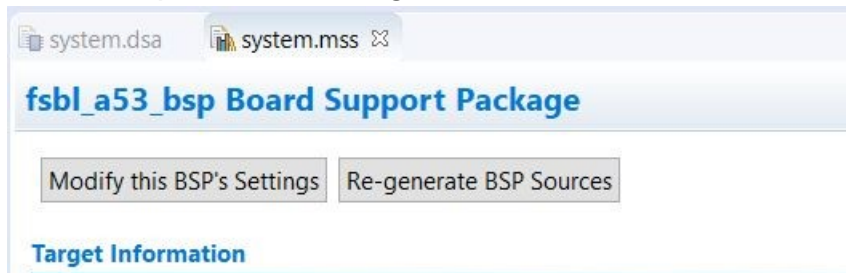 system.dsa system.mss
fsbl_a53_bsp Board Support Package
Modify this BSP's Settings Re-generate BSP Sources
Target Information